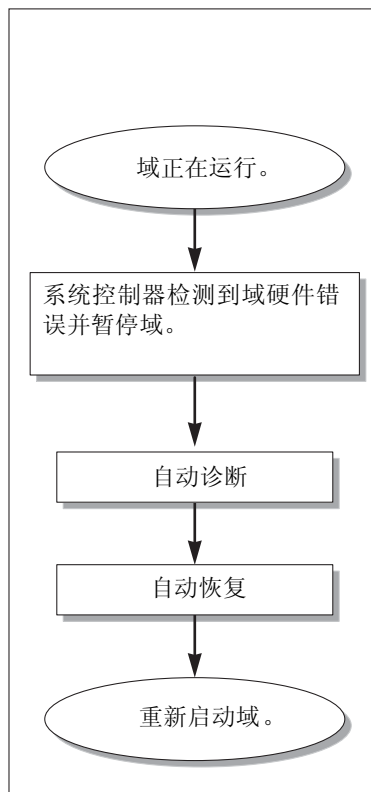 域正在运行。
系统控制器检测到域硬件错
误并暂停域。
自动诊断
自动恢复
重新启动域。